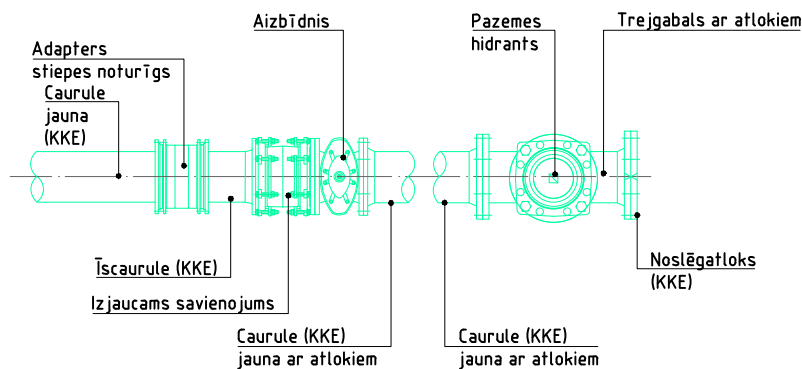 Aizbīdnis
Pazemes
hidrants
Trejgabals ar atlokiem
Adapters
stiepes noturīgs
Caurule
jauna
(KKE)
Īscaurule (KKE)
Izjaucams savienojums
Caurule (KKE)
jauna ar atlokiem
Caurule (KKE)
jauna ar atlokiem
Noslēgatloks
(KKE)